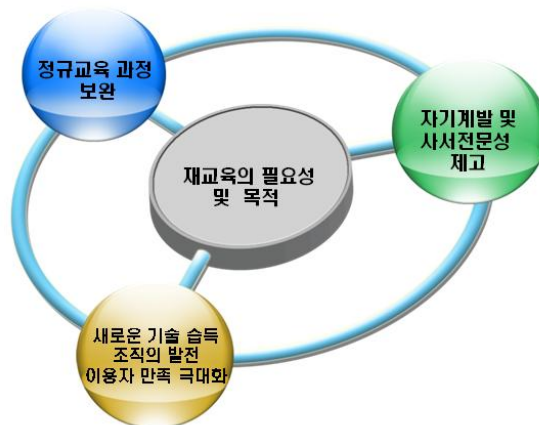 정규교육 과정
보완
자기계발 및
사서전문성
제고
재교육의 필요성
및 목적
새로운 기술 습득
조직의 발전
이용자 만족 극대화